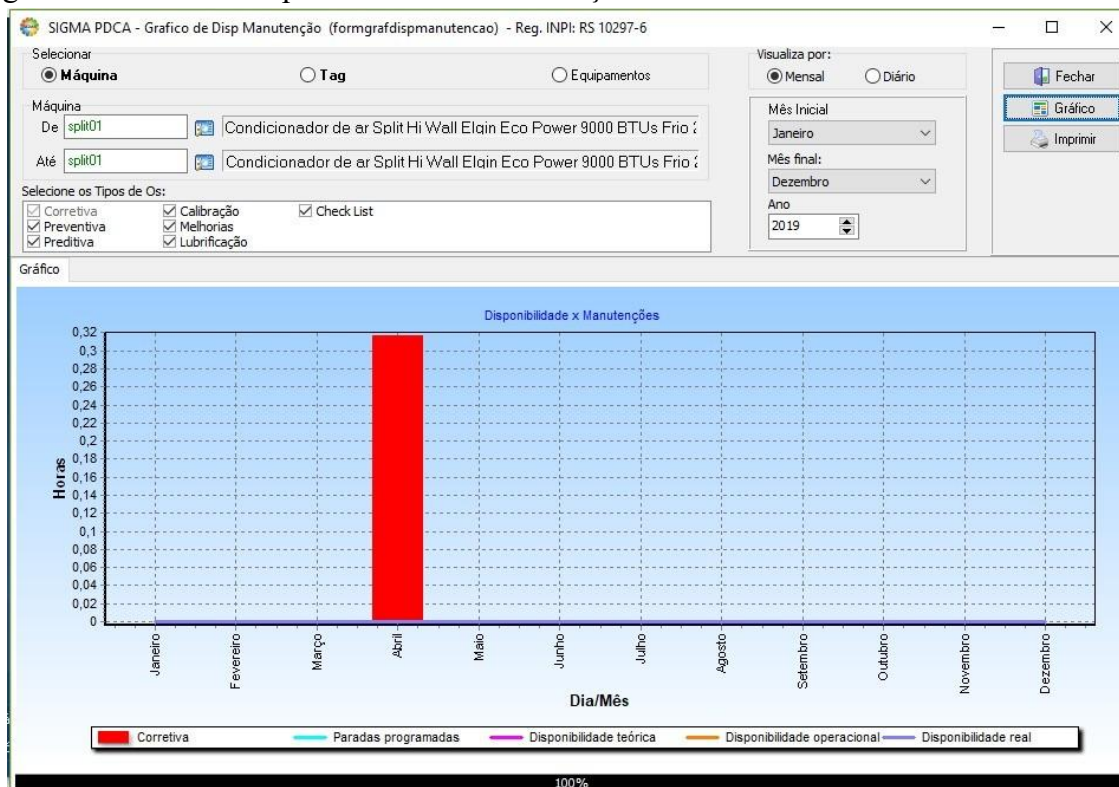 SIGMA PDCA - Grafico de Disp Manutenção (formgrafdispmanutencao) - Reg. INPI: RS 10297-6
Selecionar
Máquina
Tag
Equipamentos
Visualiza por:
Mensal
Diário
Fechar
Gráfico
Imprimir
Máquina
De split01 Condicionador de ar Split Hi Wall Elgin Eco Power 9000 BTUs Frio
Até split01 Condicionador de ar Split Hi Wall Elgin Eco Power 9000 BTUs Frio
Mês Inicial
Janeiro
Mês final:
Dezembro
Ano
2019
Selecione os Tipos de Os:
Corretiva Calibração Check List
Preventiva Melhorias
Preditiva Lubrificação
Gráfico
Disponibilidade x Manutenções
Horas
0,32
0,3
0,28
0,26
0,24
0,22
0,2
0,18
0,16
0,14
0,12
0,1
0,08
0,06
0,04
0,02
0
Janeiro
Fevereiro
Março
Abril
Maio
Junho
Julho
Agosto
Setembro
Outubro
Novembro
Dezembro
Dia/Mês
Corretiva Paradas programadas Disponibilidade teórica Disponibilidade operacional Disponibilidade real
100%